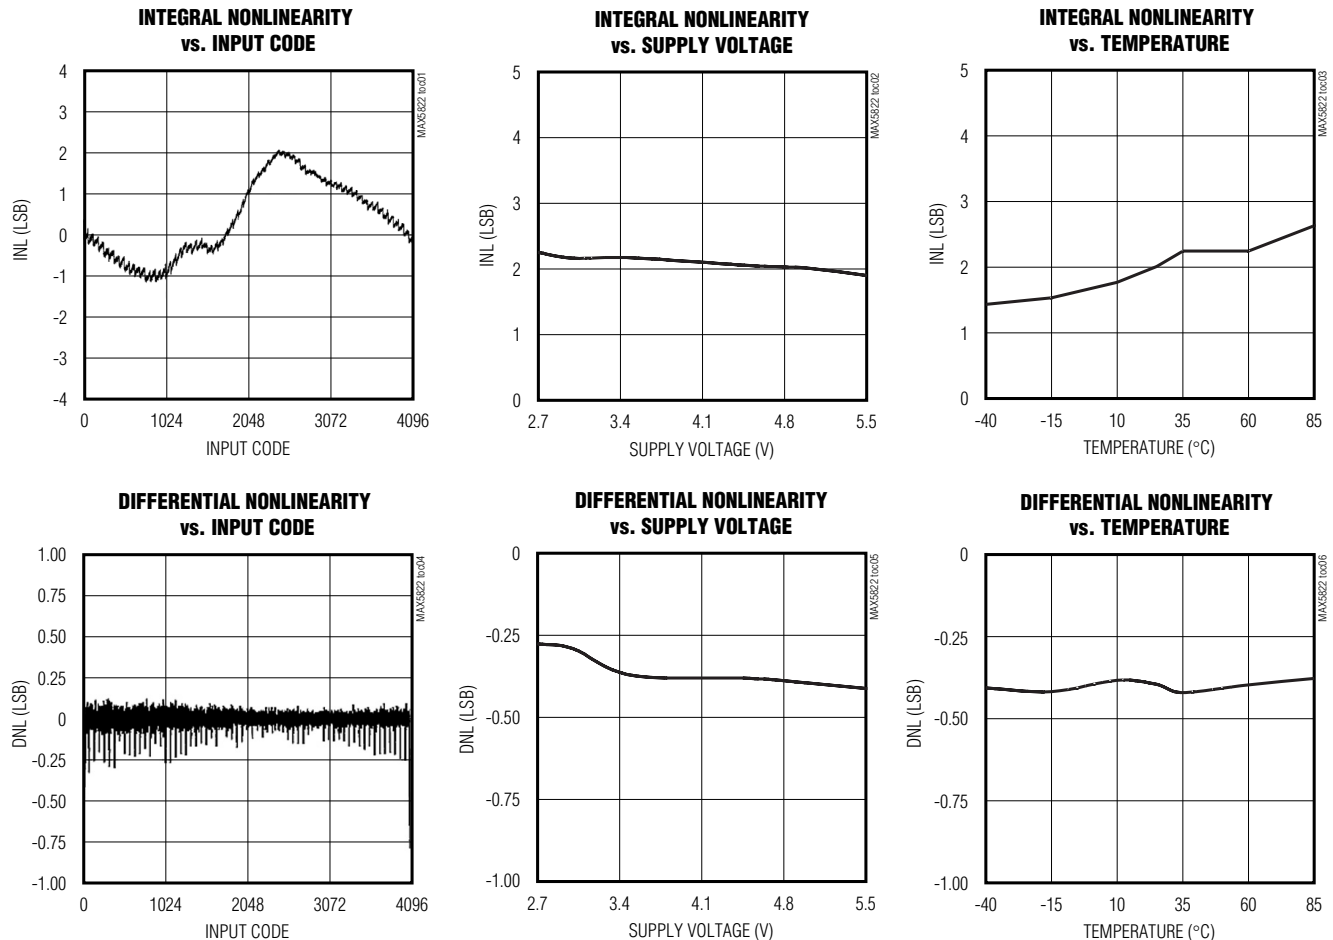 INTEGRAL NONLINEARITY
vs. INPUT CODE
4
3
2
1
0
-1
-2
-3
-4
INL (LSB)
0 1024 2048 3072 4096
INPUT CODE
MAX5822 toc01
INTEGRAL NONLINEARITY
vs. SUPPLY VOLTAGE
5
4
3
2
1
0
INL (LSB)
2.7 3.4 4.1 4.8 5.5
SUPPLY VOLTAGE (V)
MAX5822 toc02
INTEGRAL NONLINEARITY
vs. TEMPERATURE
5
4
3
2
1
0
INL (LSB)
-40 -15 10 35 60 85
TEMPERATURE (°C)
MAX5822 toc03
DIFFERENTIAL NONLINEARITY
vs. INPUT CODE
1.00
0.75
0.50
0.25
0
-0.25
-0.50
-0.75
-1.00
DNL (LSB)
0 1024 2048 3072 4096
INPUT CODE
MAX5822 toc04
DIFFERENTIAL NONLINEARITY
vs. SUPPLY VOLTAGE
0
-0.25
-0.50
-0.75
-1.00
DNL (LSB)
2.7 3.4 4.1 4.8 5.5
SUPPLY VOLTAGE (V)
MAX5822 toc05
DIFFERENTIAL NONLINEARITY
vs. TEMPERATURE
0
-0.25
-0.50
-0.75
-1.00
DNL (LSB)
-40 -15 10 35 60 85
TEMPERATURE (°C)
MAX5822 toc06